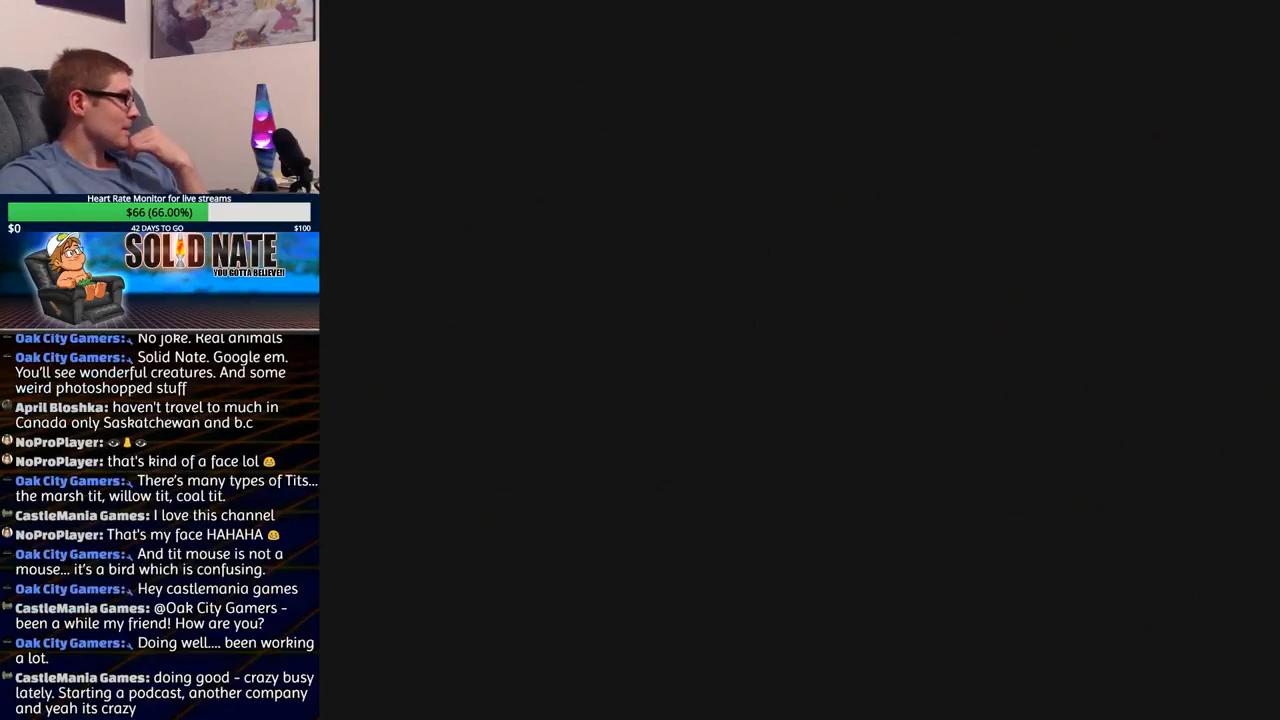 Heart Rate Monitor for live streams
$66 (66.00%)
$0
42 DAYS TO GO
$100
SOLID NATE
YOU GOTTA BELIEVE!!
Oak City Gamers: No joke. Real animals
Oak City Gamers: Solid Nate. Google em.
You'll see wonderful creatures. And some
weird photoshopped stuff
April Bloshka: haven't travel to much in
Canada only Saskatchewan and b.c
NoProPlayer: 👁👃👁
NoProPlayer: that's kind of a face lol
Oak City Gamers: There's many types of Tits...
the marsh tit, willow tit, coal tit.
CastleMania Games: I love this channel
NoProPlayer: That's my face HAHAHA
Oak City Gamers: And tit mouse is not a
mouse... it's a bird which is confusing.
Oak City Gamers: Hey castlemania games
CastleMania Games: @Oak City Gamers -
been a while my friend! How are you?
Oak City Gamers: Doing well.... been working
a lot.
CastleMania Games: doing good - crazy busy
lately. Starting a podcast, another company
and yeah its crazy